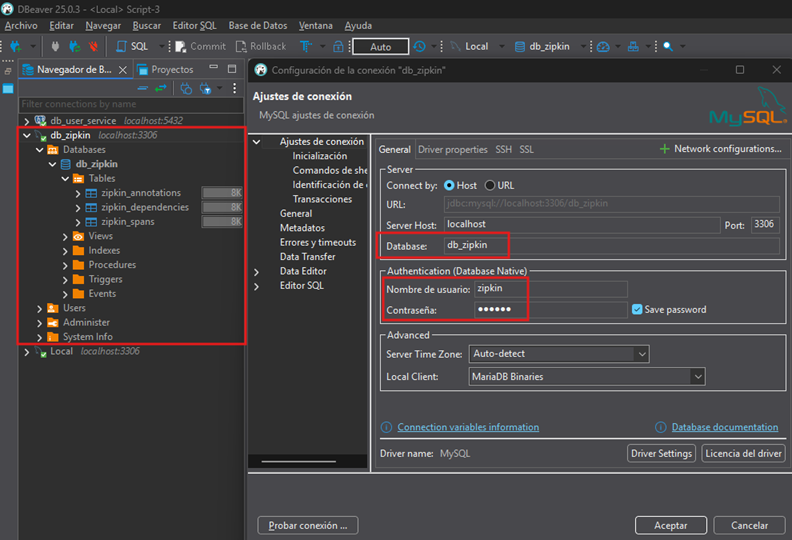 DBeaver 25.0.3 - <Local> Script-3
Archivo Editar Navegar Buscar Editor SQL Base de Datos Ventana Ayuda
SQL Commit Rollback Auto Local db_zipkin
Navegador de B... Proyectos
Filter connections by name
db_user_service localhost:5432
db_zipkin localhost:3306
Databases
db_zipkin
Tables
zipkin_annotations 8K
zipkin_dependencies 8K
zipkin_spans 8K
Views
Indexes
Procedures
Triggers
Events
Users
Administer
System Info
Local localhost:3306
Configuración de la conexión "db_zipkin"
Ajustes de conexión
MySQL ajustes de conexión
MySQL
Ajustes de conexión
Inicialización
Comandos de she
Identificación de
Transacciones
General
Metadatos
Errores y timeouts
Data Transfer
Data Editor
Editor SQL
General Driver properties SSH SSL Network configurations...
Server
Connect by: Host URL
URL: jdbc:mysql://localhost:3306/db_zipkin
Server Host: localhost Port: 3306
Database: db_zipkin
Authentication (Database Native)
Nombre de usuario: zipkin
Contraseña: ●●●●●● Save password
Advanced
Server Time Zone: Auto-detect
Local Client: MariaDB Binaries
Connection variables information Database documentation
Driver name: MySQL Driver Settings Licencia del driver
Probar conexión ... Aceptar Cancelar